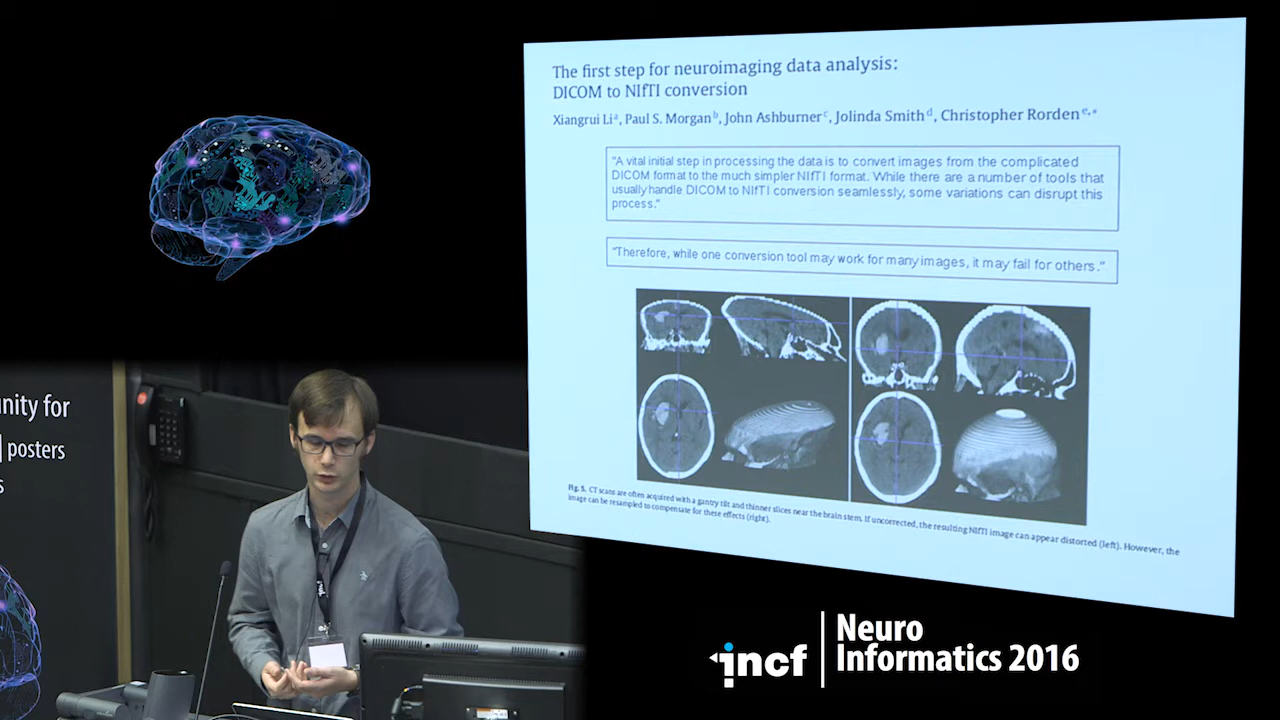 The first step for neuroimaging data analysis:
DICOM to NIfTI conversion
Xiangrui Liᵃ, Paul S. Morganᵇ, John Ashburnerᶜ, Jolinda Smithᵈ, Christopher Rordenᵉ,*
"A vital initial step in processing the data is to convert images from the complicated
DICOM format to the much simpler NIfTI format. While there are a number of tools that
usually handle DICOM to NIfTI conversion seamlessly, some variations can disrupt this
process."
"Therefore, while one conversion tool may work for many images, it may fail for others."
Fig. 5. CT scans are often acquired with a gantry tilt and thinner slices near the brain stem. If uncorrected, the resulting NIfTI image can appear distorted (left). However, the
image can be resampled to compensate for these effects (right).
nity for
posters
s
incf
Neuro
Informatics 2016